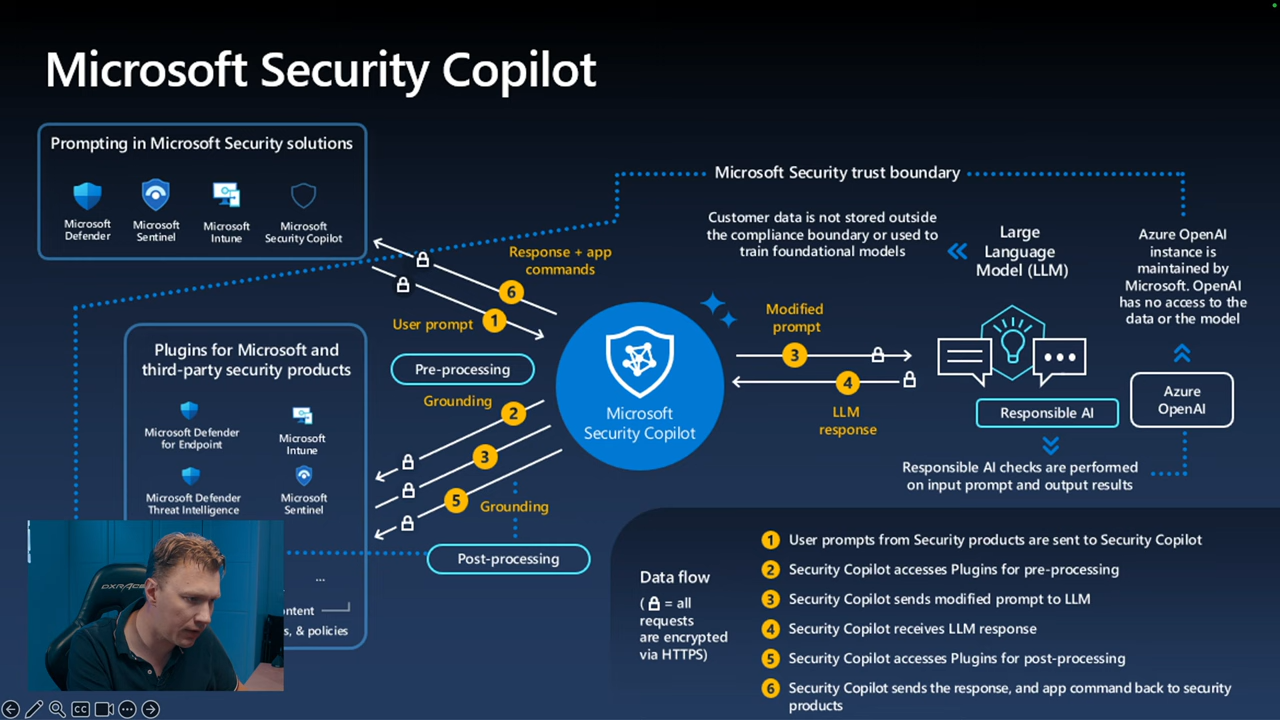 Microsoft Security Copilot
Prompting in Microsoft Security solutions
Microsoft
Defender
Microsoft
Sentinel
Microsoft
Intune
Microsoft
Security Copilot
Microsoft Security trust boundary
Customer data is not stored outside
the compliance boundary or used to
train foundational models
Large
Language
Model (LLM)
Azure OpenAI
instance is
maintained by
Microsoft. OpenAI
has no access to the
data or the model
Response + app
commands
6
1
User prompt
Pre-processing
Grounding
2
3
5
Grounding
Post-processing
Plugins for Microsoft and
third-party security products
Microsoft Defender
for Endpoint
Microsoft
Intune
Microsoft Defender
Threat Intelligence
Microsoft
Sentinel
...
s, & policies
Microsoft
Security Copilot
Modified
prompt
3
4
LLM
response
Responsible AI
Azure
OpenAI
Responsible AI checks are performed
on input prompt and output results
Data flow
( = all
requests
are encrypted
via HTTPS)
1 User prompts from Security products are sent to Security Copilot
2 Security Copilot accesses Plugins for pre-processing
3 Security Copilot sends modified prompt to LLM
4 Security Copilot receives LLM response
5 Security Copilot accesses Plugins for post-processing
6 Security Copilot sends the response, and app command back to security
products
DXRACER
CC